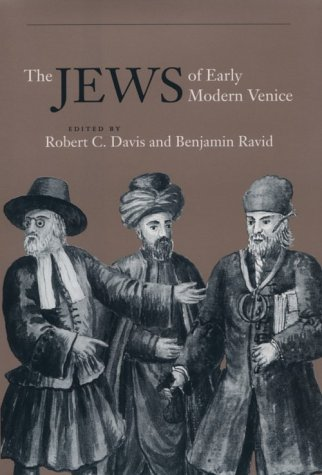 The JEWS of Early
Modern Venice
EDITED BY
Robert C. Davis and Benjamin Ravid